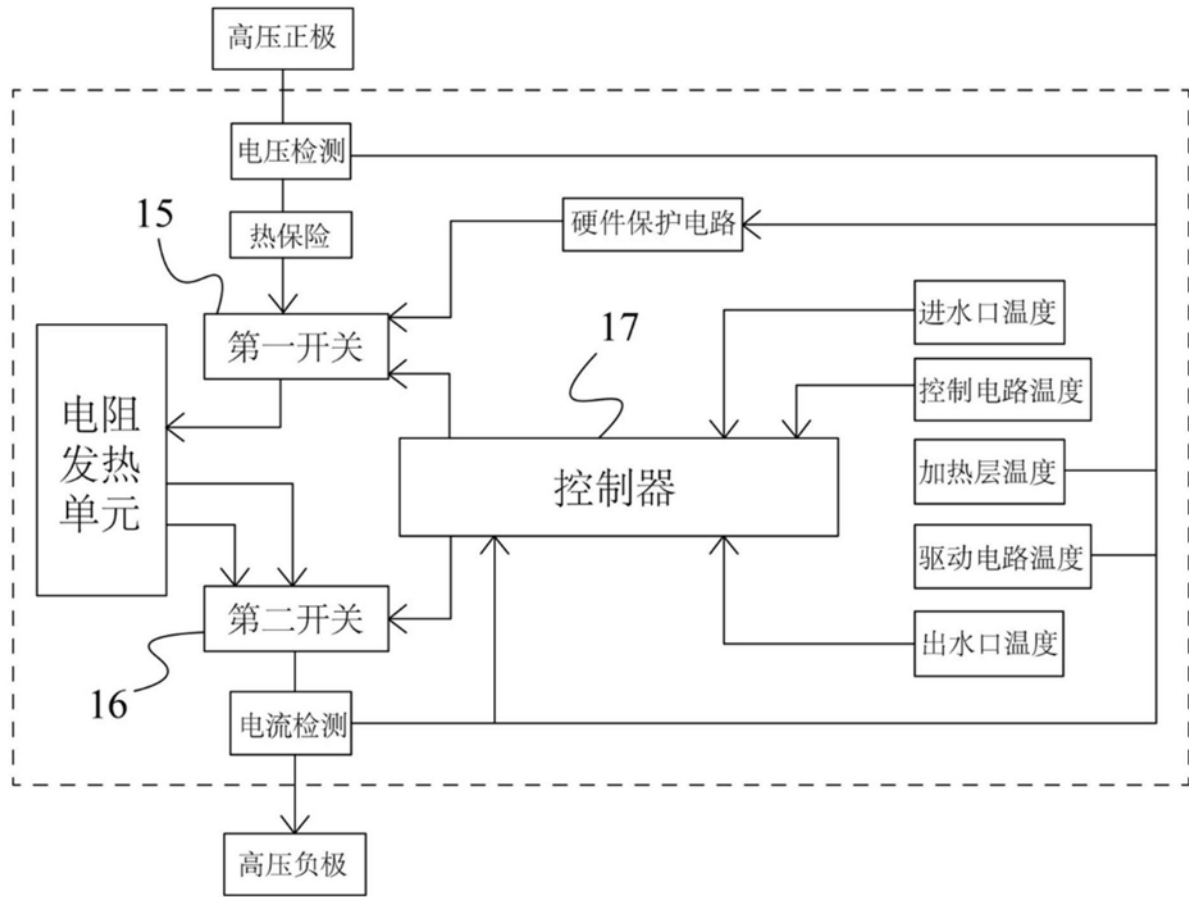 高压正极
电压检测
热保险
15
硬件保护电路
第一开关
17
进水口温度
控制电路温度
电阻
发热
单元
控制器
加热层温度
驱动电路温度
第二开关
出水口温度
16
电流检测
高压负极